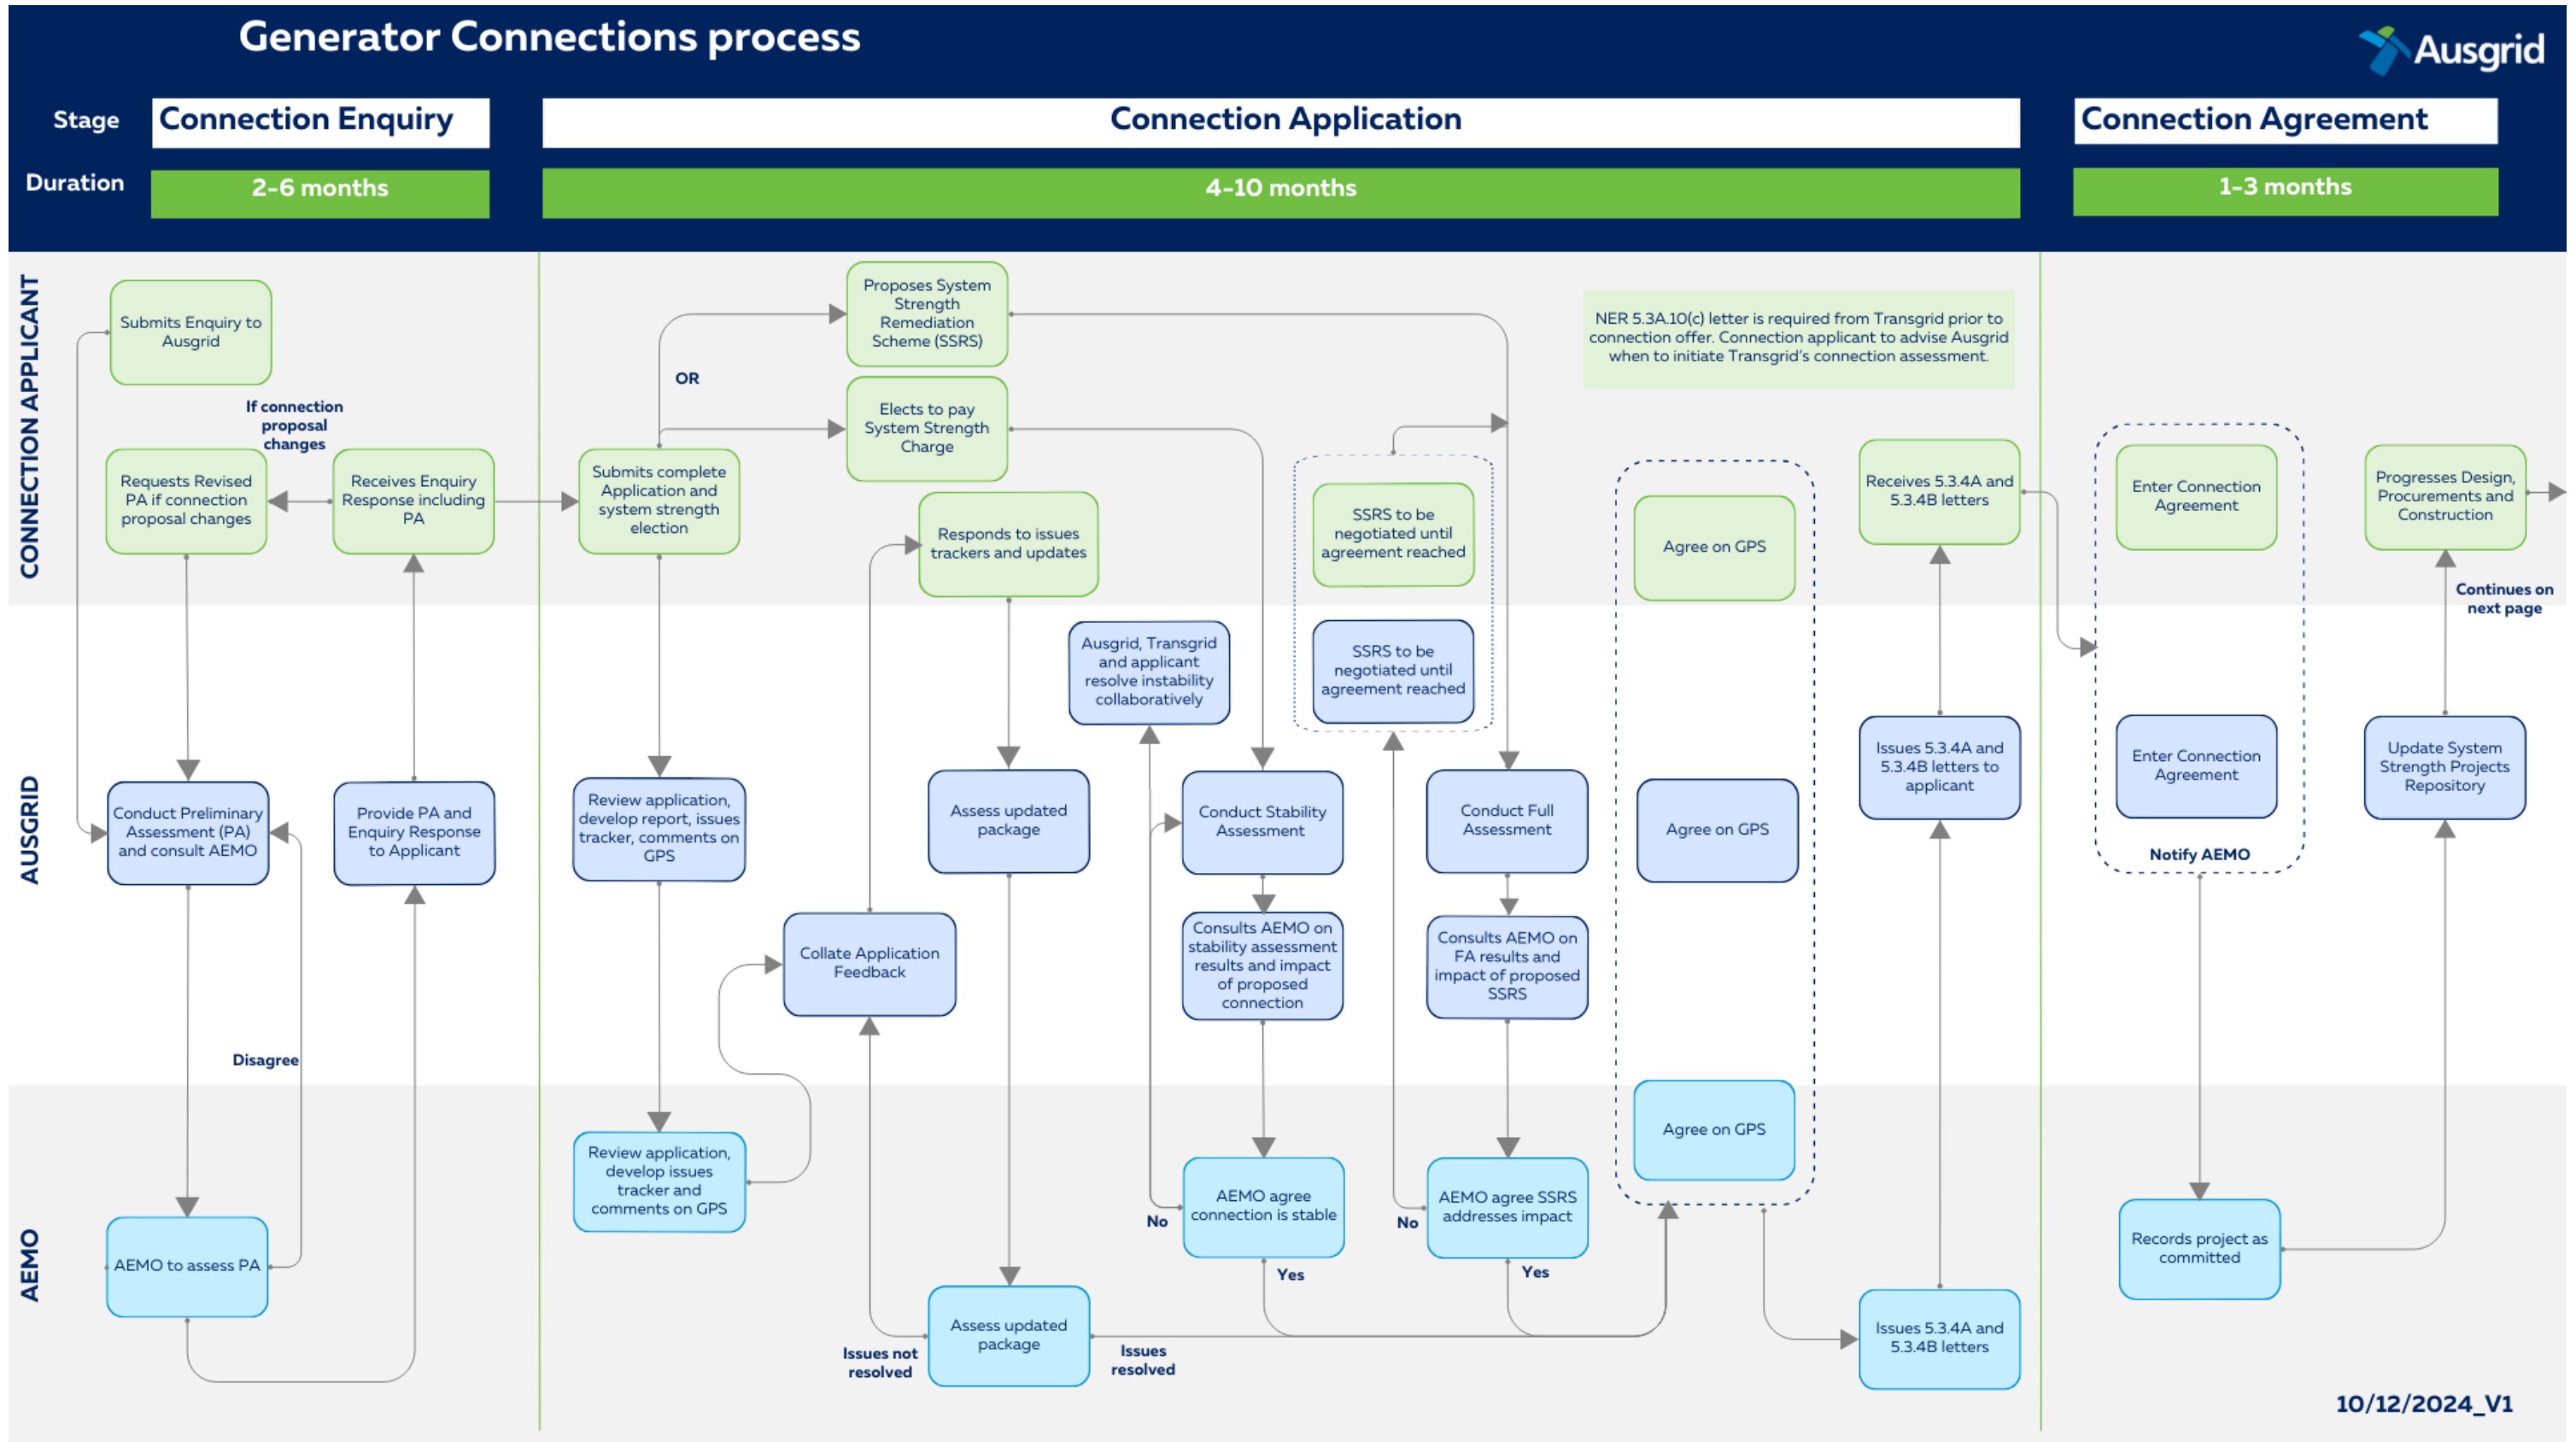 Generator Connections process
Ausgrid
Stage
Connection Enquiry
Connection Application
Connection Agreement
Duration
2-6 months
4-10 months
1-3 months
CONNECTION APPLICANT
Submits Enquiry to
Ausgrid
If connection
proposal
changes
Requests Revised
PA if connection
proposal changes
Receives Enquiry
Response including
PA
Submits complete
Application and
system strength
election
OR
Proposes System
Strength
Remediation
Scheme (SSRS)
Elects to pay
System Strength
Charge
Responds to issues
trackers and updates
SSRS to be
negotiated until
agreement reached
NER 5.3A.10(c) letter is required from Transgrid prior to
connection offer. Connection applicant to advise Ausgrid
when to initiate Transgrid's connection assessment.
Agree on GPS
Receives 5.3.4A and
5.3.4B letters
Enter Connection
Agreement
Progresses Design,
Procurements and
Construction
Continues on
next page
AUSGRID
Conduct Preliminary
Assessment (PA)
and consult AEMO
Provide PA and
Enquiry Response
to Applicant
Disagree
Review application,
develop report, issues
tracker, comments on
GPS
Collate Application
Feedback
Assess updated
package
Ausgrid, Transgrid
and applicant
resolve instability
collaboratively
Conduct Stability
Assessment
Consults AEMO on
stability assessment
results and impact
of proposed
connection
SSRS to be
negotiated until
agreement reached
Conduct Full
Assessment
Consults AEMO on
FA results and
impact of proposed
SSRS
Agree on GPS
Issues 5.3.4A and
5.3.4B letters to
applicant
Enter Connection
Agreement
Notify AEMO
Update System
Strength Projects
Repository
AEMO
AEMO to assess PA
Review application,
develop issues
tracker and
comments on GPS
Issues not
resolved
Assess updated
package
Issues
resolved
No
AEMO agree
connection is stable
Yes
No
AEMO agree SSRS
addresses impact
Yes
Agree on GPS
Issues 5.3.4A and
5.3.4B letters
Records project as
committed
10/12/2024_V1